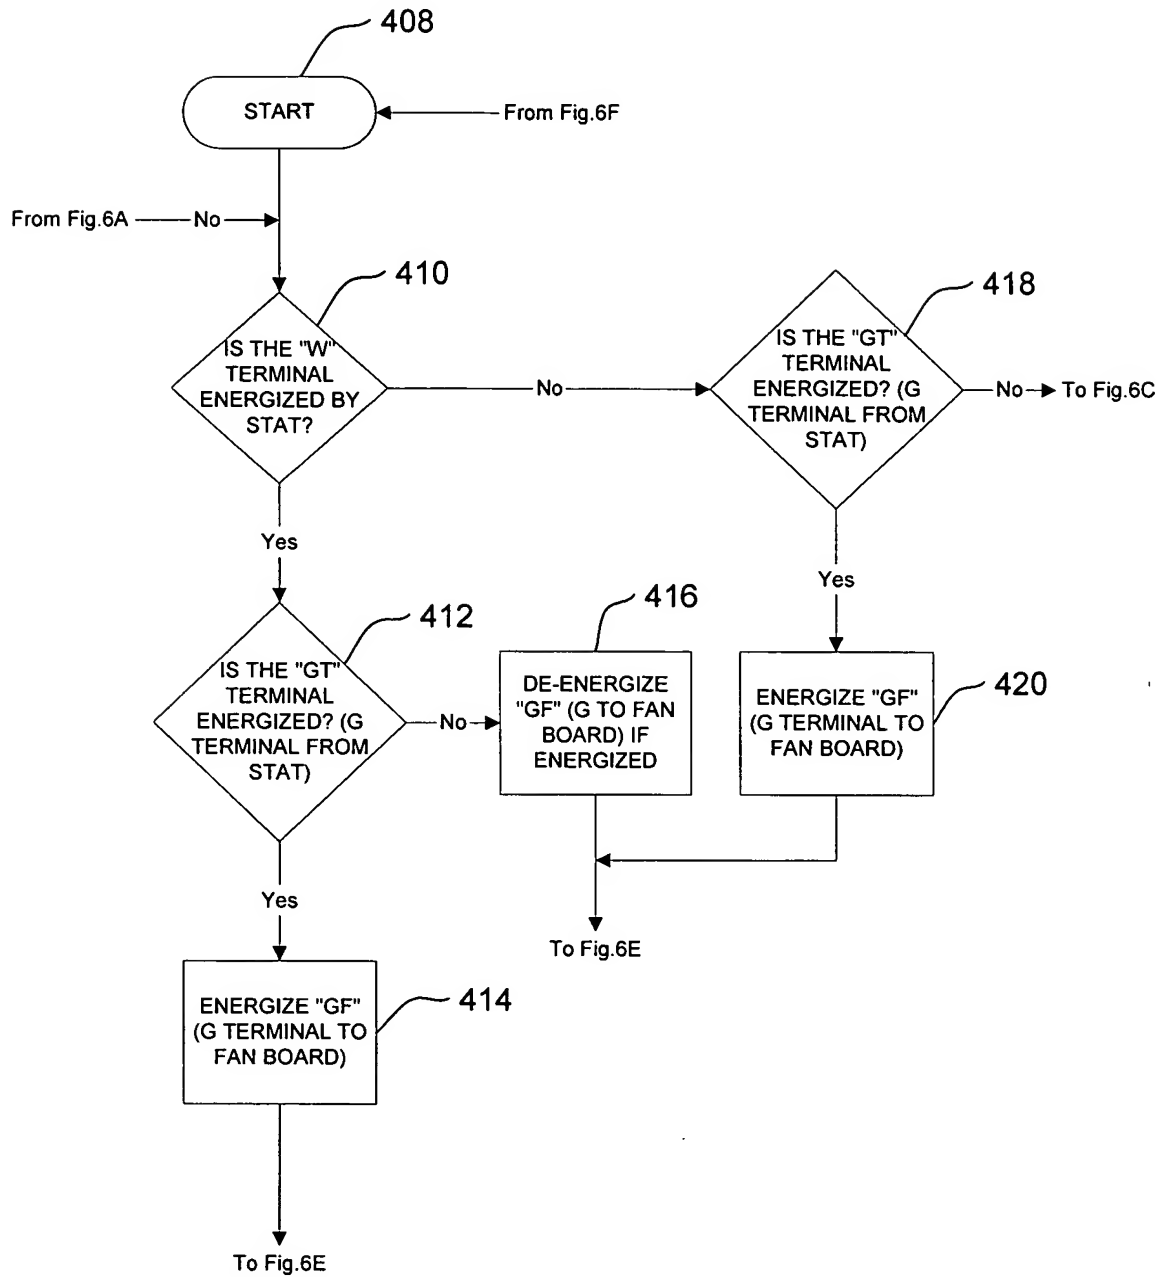 408
START
From Fig.6F
From Fig.6A
No
410
IS THE "W"
TERMINAL
ENERGIZED BY
STAT?
No
418
IS THE "GT"
TERMINAL
ENERGIZED? (G
TERMINAL FROM
STAT)
No
To Fig.6C
Yes
Yes
412
IS THE "GT"
TERMINAL
ENERGIZED? (G
TERMINAL FROM
STAT)
No
416
DE-ENERGIZE
"GF" (G TO FAN
BOARD) IF
ENERGIZED
420
ENERGIZE "GF"
(G TERMINAL TO
FAN BOARD)
Yes
To Fig.6E
414
ENERGIZE "GF"
(G TERMINAL TO
FAN BOARD)
To Fig.6E